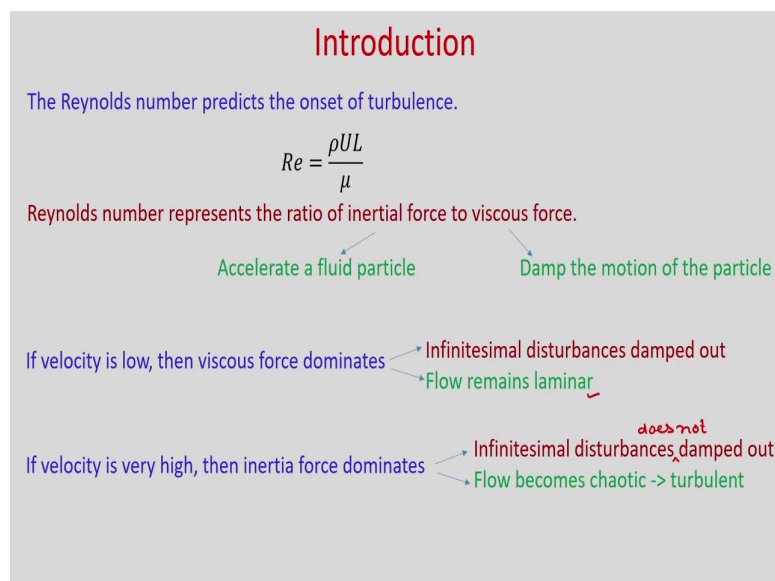 Introduction
The Reynolds number predicts the onset of turbulence.
Re = ρUL / μ
Reynolds number represents the ratio of inertial force to viscous force.
Accelerate a fluid particle Damp the motion of the particle
Infinitesimal disturbances damped out
If velocity is low, then viscous force dominates
Flow remains laminar
does not
Infinitesimal disturbances ‸ damped out
If velocity is very high, then inertia force dominates
Flow becomes chaotic -> turbulent